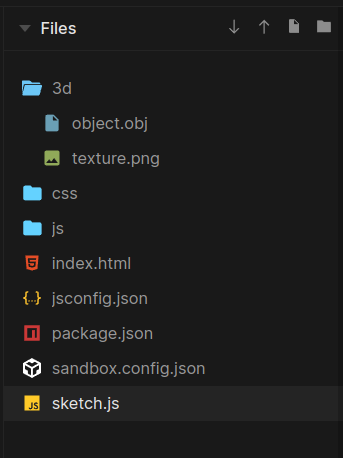 Files
3d
object.obj
texture.png
css
js
index.html
jsconfig.json
package.json
sandbox.config.json
JS sketch.js